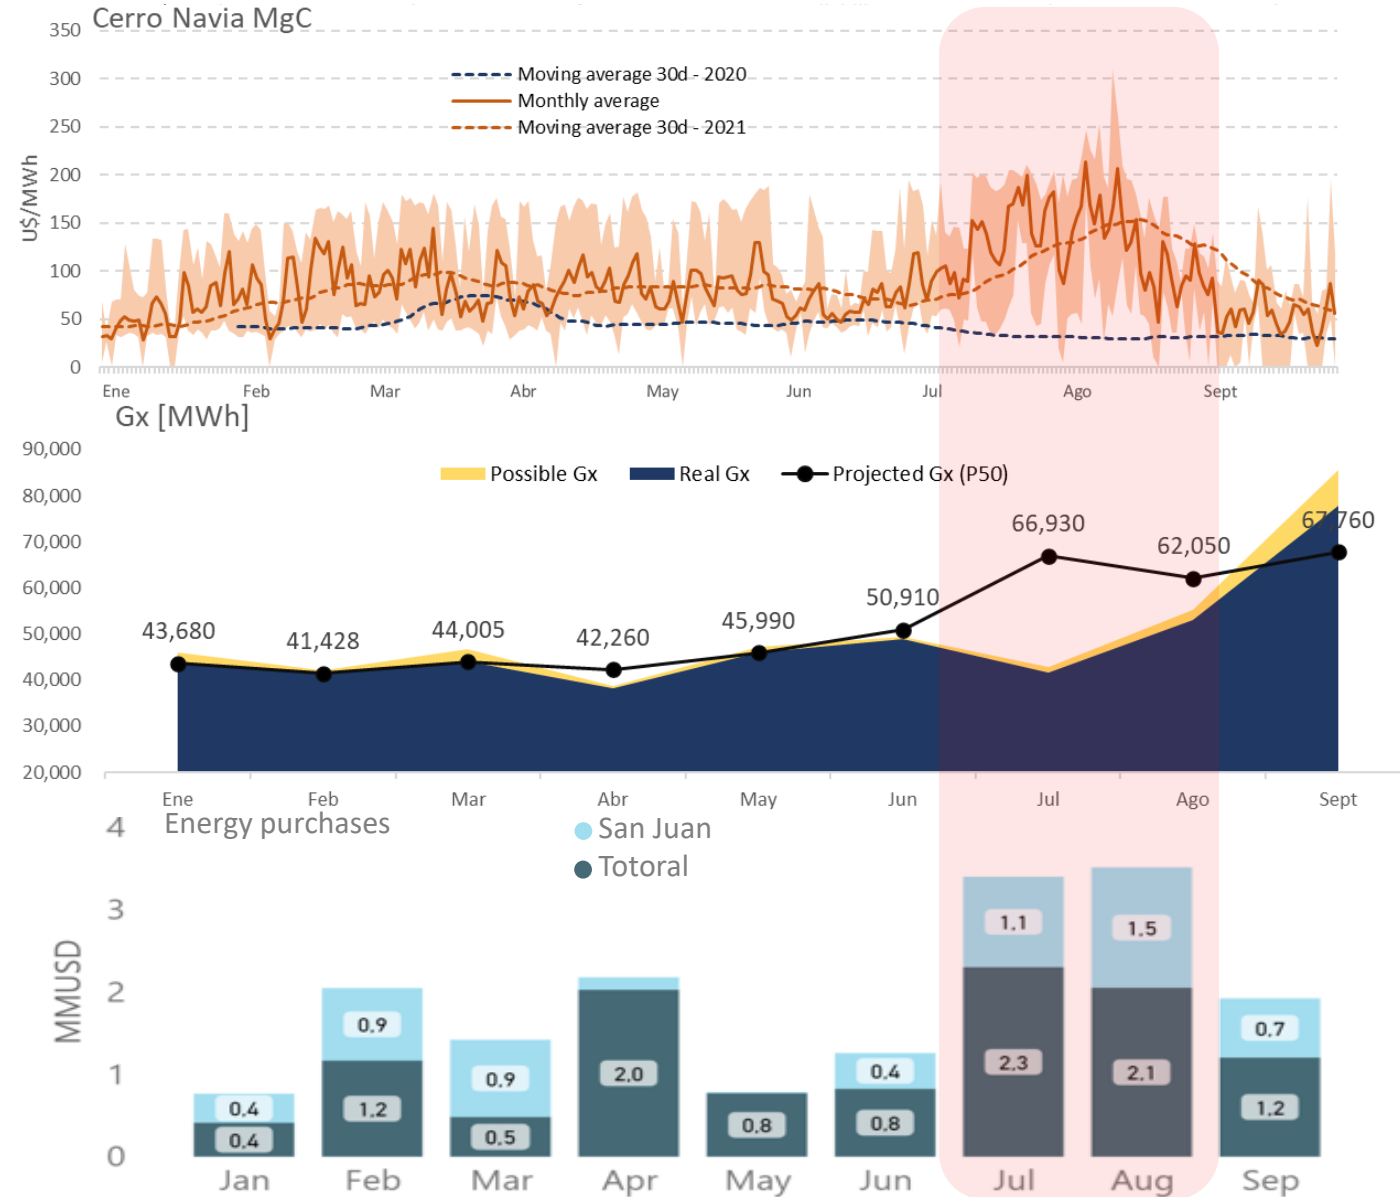 Cerro Navia MgC
350
300
250
200
150
100
50
0
U$/MWh
Moving average 30d - 2020
Monthly average
Moving average 30d - 2021
Ene Feb Mar Abr May Jun Jul Ago Sept
Gx [MWh]
90,000
80,000
70,000
60,000
50,000
40,000
30,000
20,000
Possible Gx Real Gx Projected Gx (P50)
43,680 41,428 44,005 42,260 45,990 50,910 66,930 62,050 67,760
Ene Feb Mar Abr May Jun Jul Ago Sept
Energy purchases
San Juan
Totoral
4
3
2
1
0
MMUSD
0,4 0,9 0,9 0,4 1,1 1,5 0,7
0,4 1,2 0,5 2,0 0,8 0,8 2,3 2,1 1,2
Jan Feb Mar Apr May Jun Jul Aug Sep